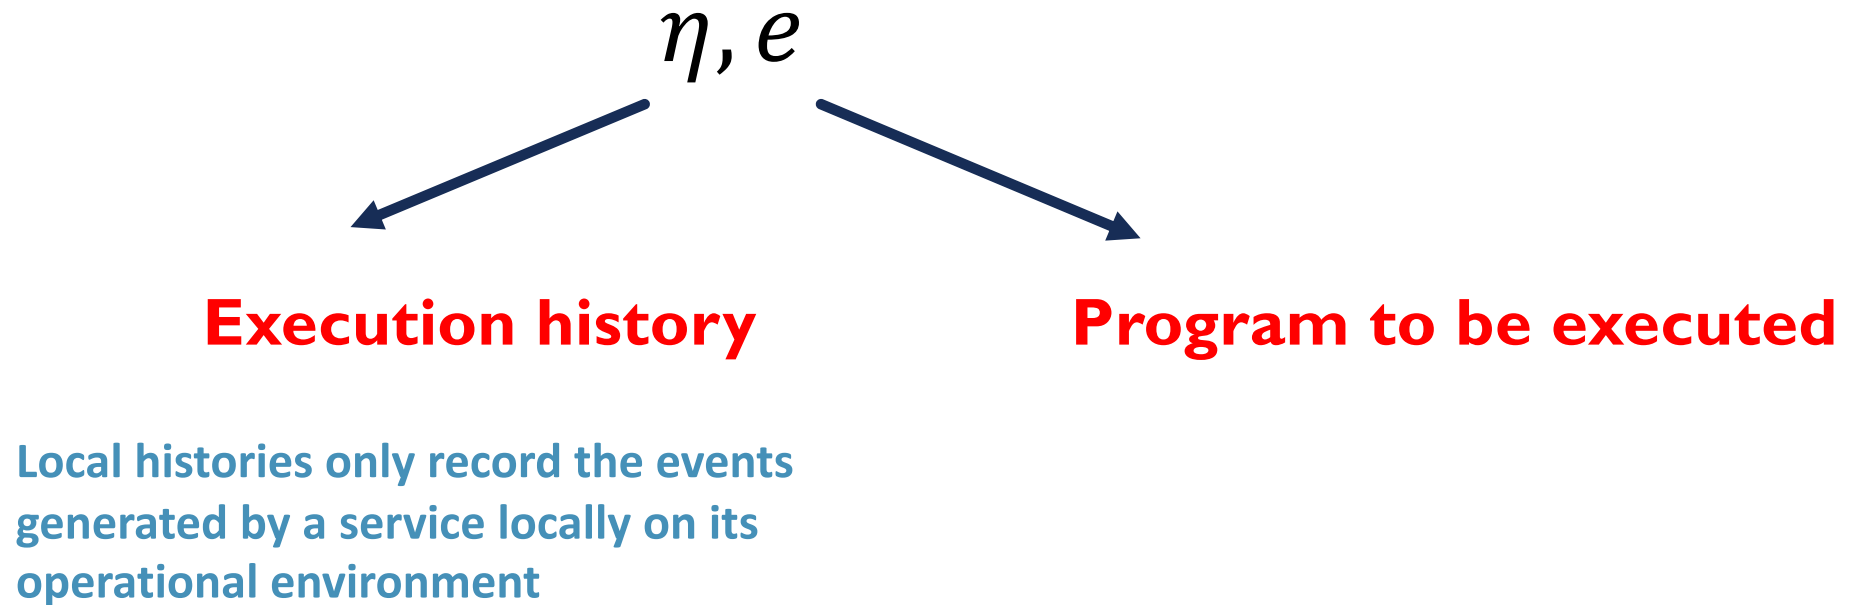 η, e
Execution history
Program to be executed
Local histories only record the events
generated by a service locally on its
operational environment